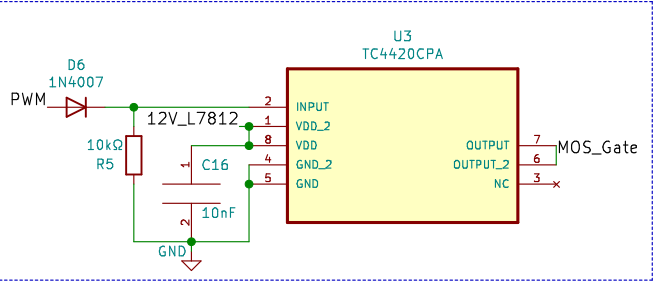 U3
TC4420CPA
D6
1N4007
PWM
2 INPUT
12V_L7812 1 VDD_2
10kΩ 8 VDD OUTPUT 7 MOS_Gate
R5 1 C16 4 GND_2 OUTPUT_2 6
5 GND NC 3
10nF
2
GND